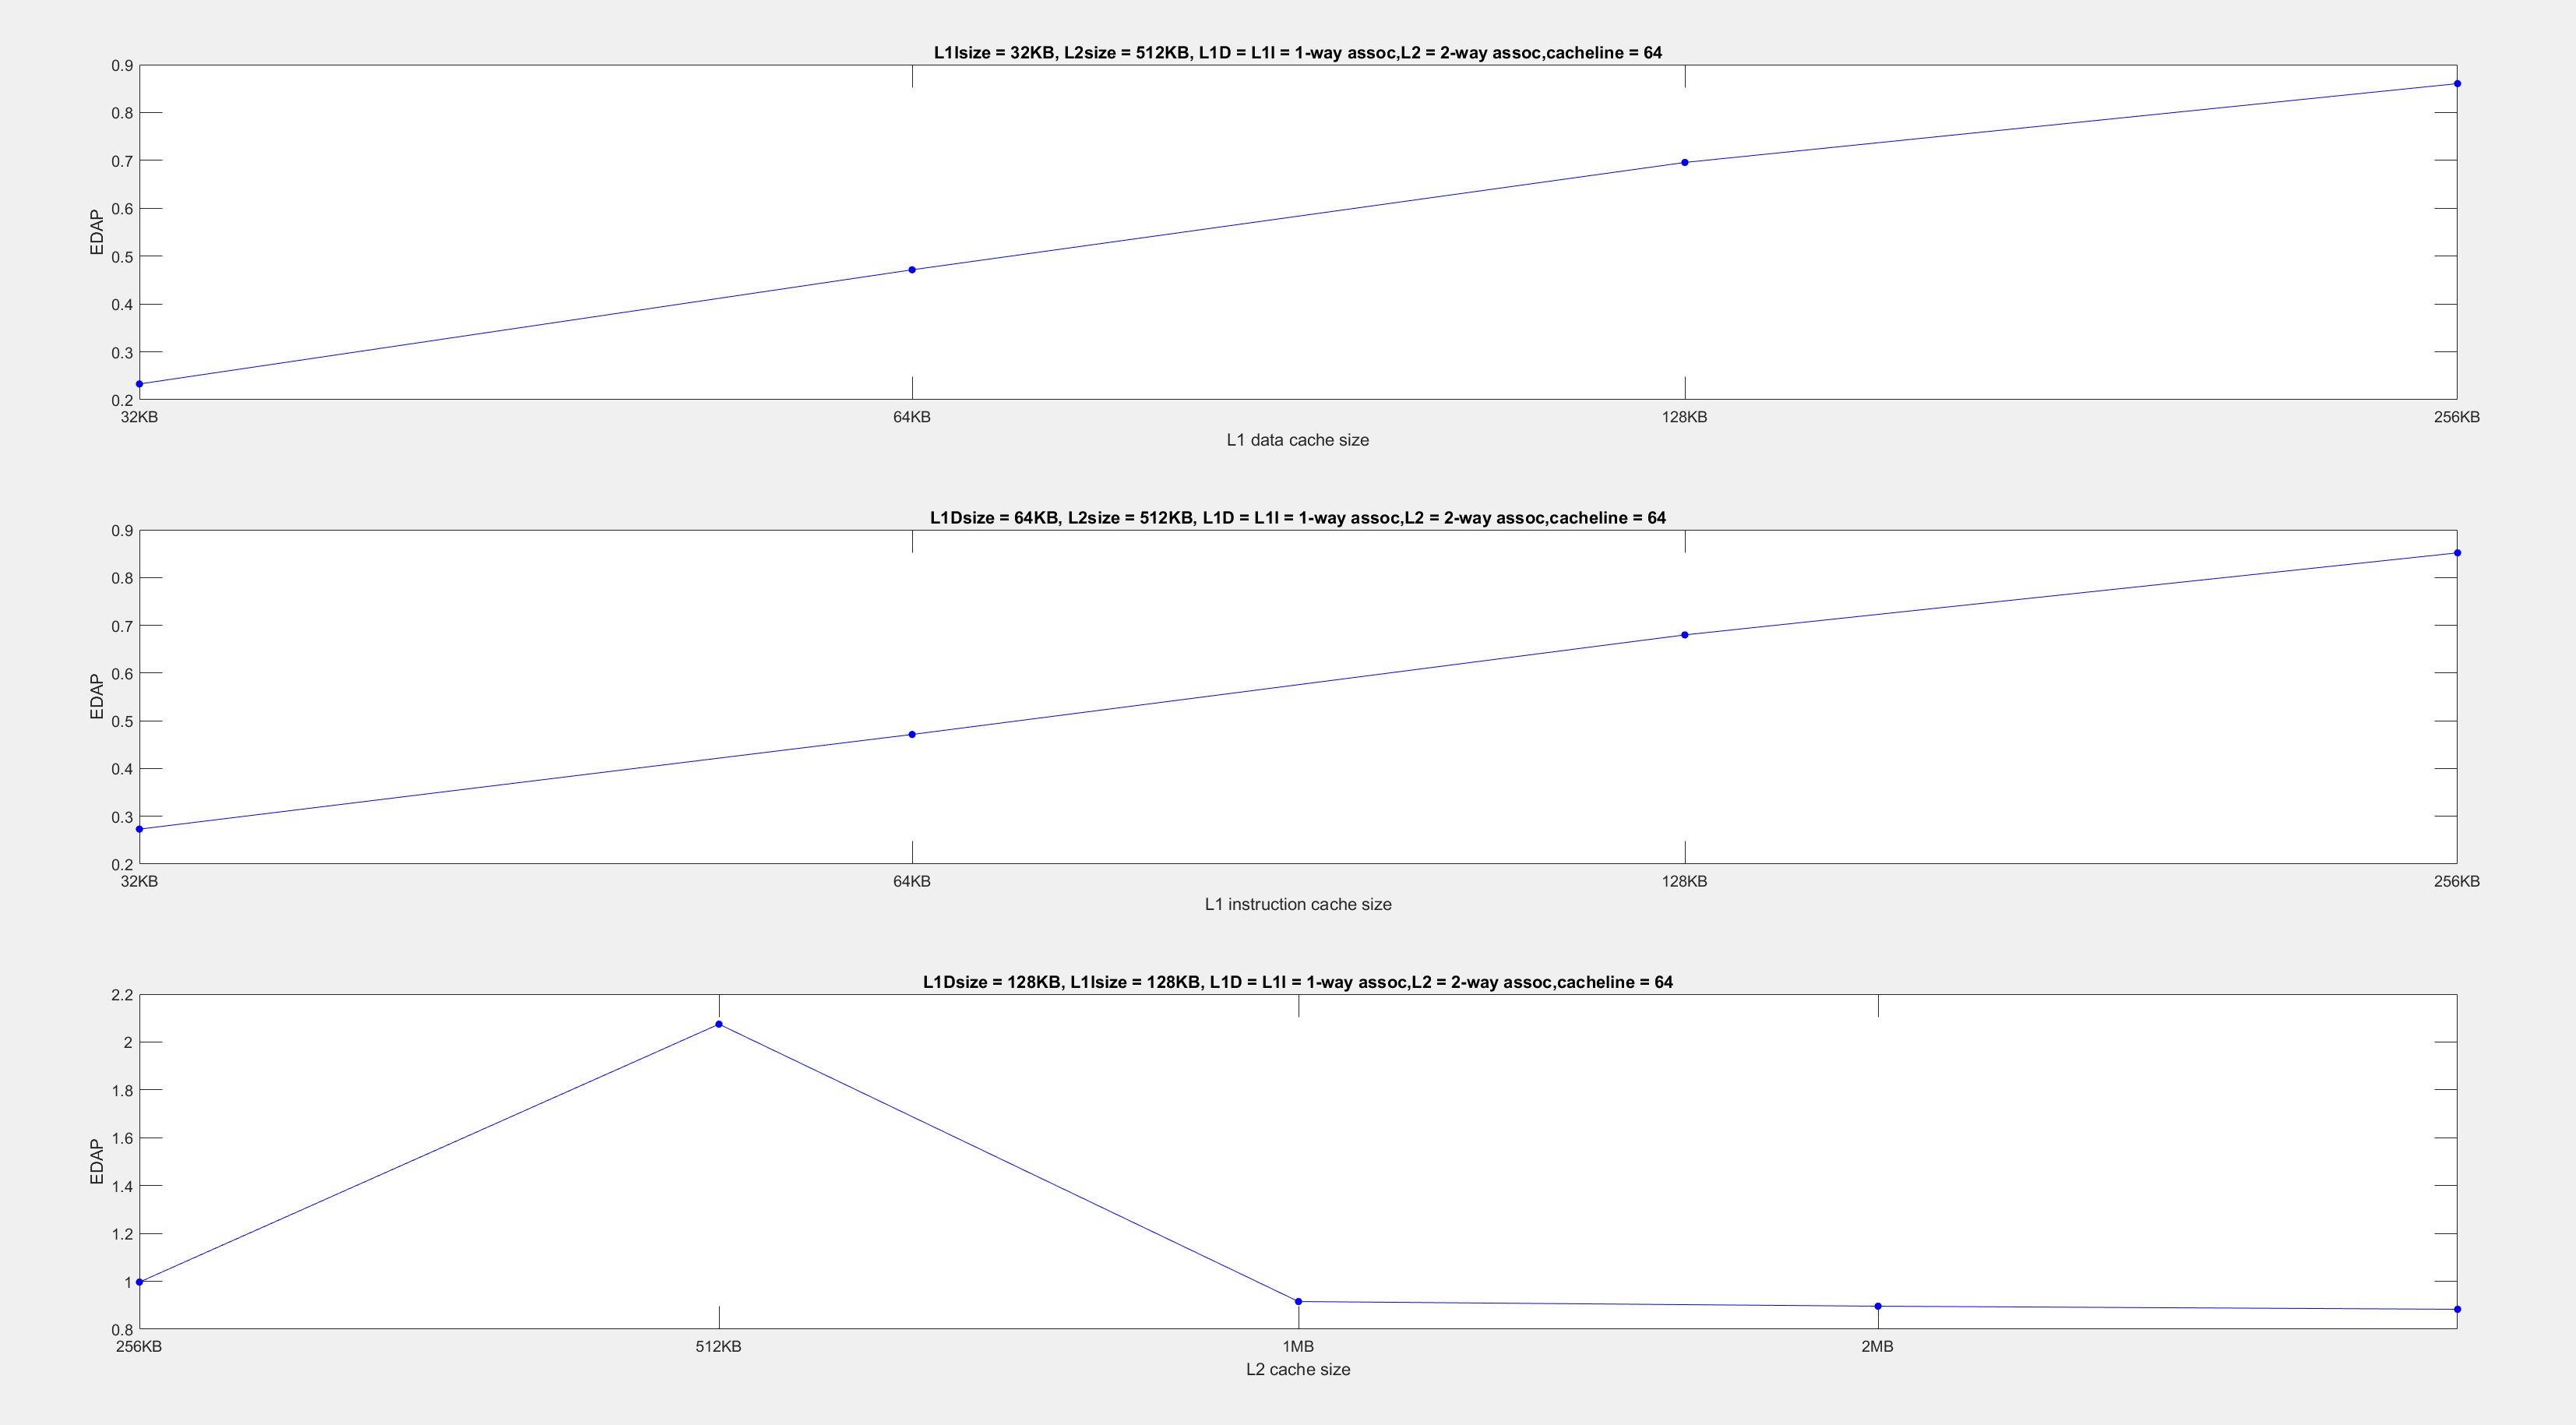 L1Isize = 32KB, L2size = 512KB, L1D = L1I = 1-way assoc,L2 = 2-way assoc,cacheline = 64
0.9
0.8
0.7
0.6
0.5
0.4
0.3
0.2
EDAP
32KB 64KB 128KB 256KB
L1 data cache size
L1Dsize = 64KB, L2size = 512KB, L1D = L1I = 1-way assoc,L2 = 2-way assoc,cacheline = 64
0.9
0.8
0.7
0.6
0.5
0.4
0.3
0.2
EDAP
32KB 64KB 128KB 256KB
L1 instruction cache size
L1Dsize = 128KB, L1Isize = 128KB, L1D = L1I = 1-way assoc,L2 = 2-way assoc,cacheline = 64
2.2
2
1.8
1.6
1.4
1.2
1
0.8
EDAP
256KB 512KB 1MB 2MB
L2 cache size